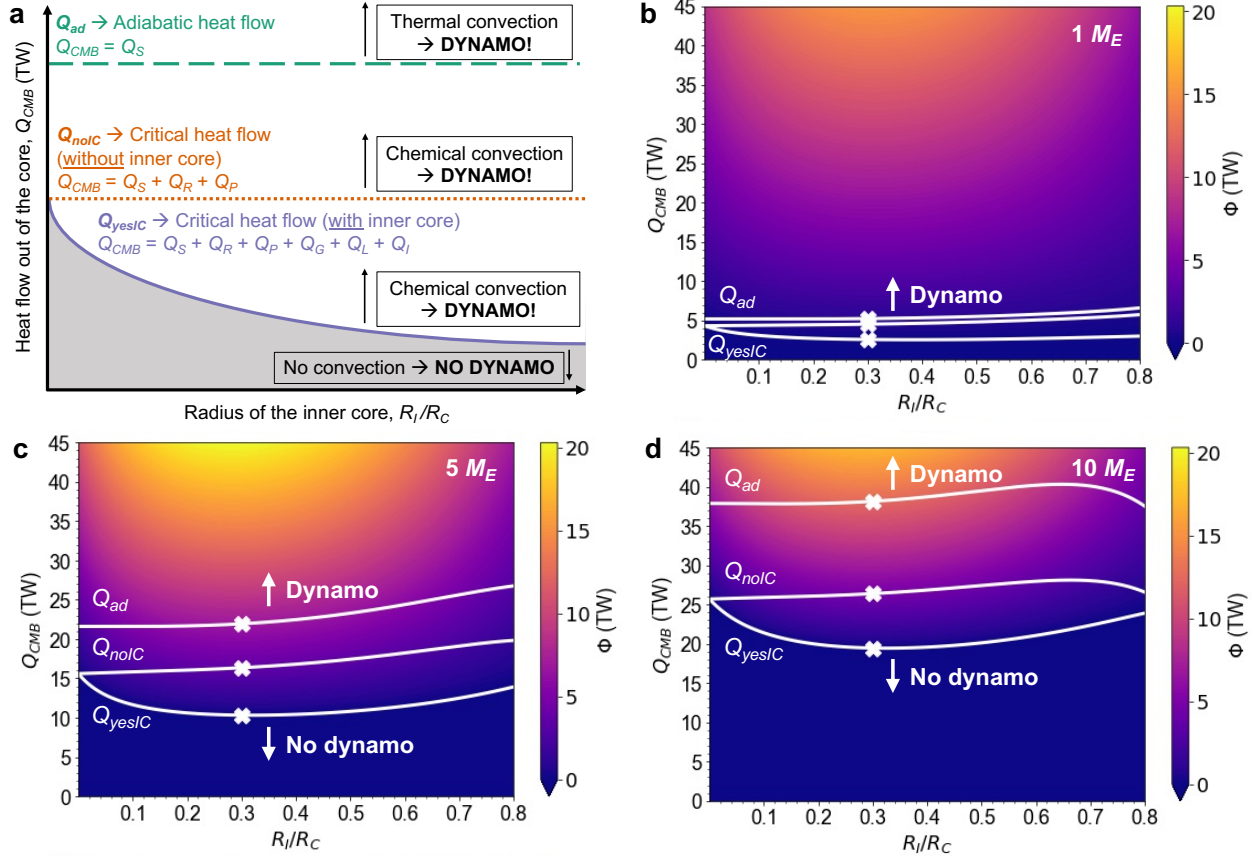 a
Q_ad → Adiabatic heat flow
Q_CMB = Q_S
Thermal convection
→ DYNAMO!
Q_noIC → Critical heat flow
(without inner core)
Q_CMB = Q_S + Q_R + Q_P
Chemical convection
→ DYNAMO!
Q_yesIC → Critical heat flow (with inner core)
Q_CMB = Q_S + Q_R + Q_P + Q_G + Q_L + Q_I
Chemical convection
→ DYNAMO!
No convection → NO DYNAMO
Heat flow out of the core, Q_CMB (TW)
Radius of the inner core, R_I/R_C
b
1 M_E
45
40
35
30
25
20
15
10
5
0
Q_CMB (TW)
Q_ad
Dynamo
Q_yesIC
0.1 0.2 0.3 0.4 0.5 0.6 0.7 0.8
R_I/R_C
20
15
10
5
0
Φ (TW)
c
5 M_E
45
40
35
30
25
20
15
10
5
0
Q_CMB (TW)
Dynamo
Q_ad
Q_noIC
Q_yesIC
No dynamo
0.1 0.2 0.3 0.4 0.5 0.6 0.7 0.8
R_I/R_C
20
15
10
5
0
Φ (TW)
d
10 M_E
45
40
35
30
25
20
15
10
5
0
Q_CMB (TW)
Q_ad
Dynamo
Q_noIC
Q_yesIC
No dynamo
0.1 0.2 0.3 0.4 0.5 0.6 0.7 0.8
R_I/R_C
20
15
10
5
0
Φ (TW)